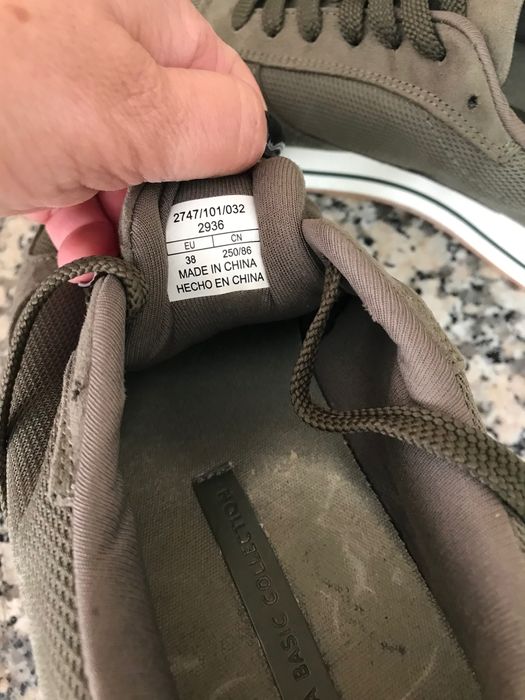 2747/101/032
2936
EU CN
38 250/86
MADE IN CHINA
HECHO EN CHINA
A BASIC COLLECTION